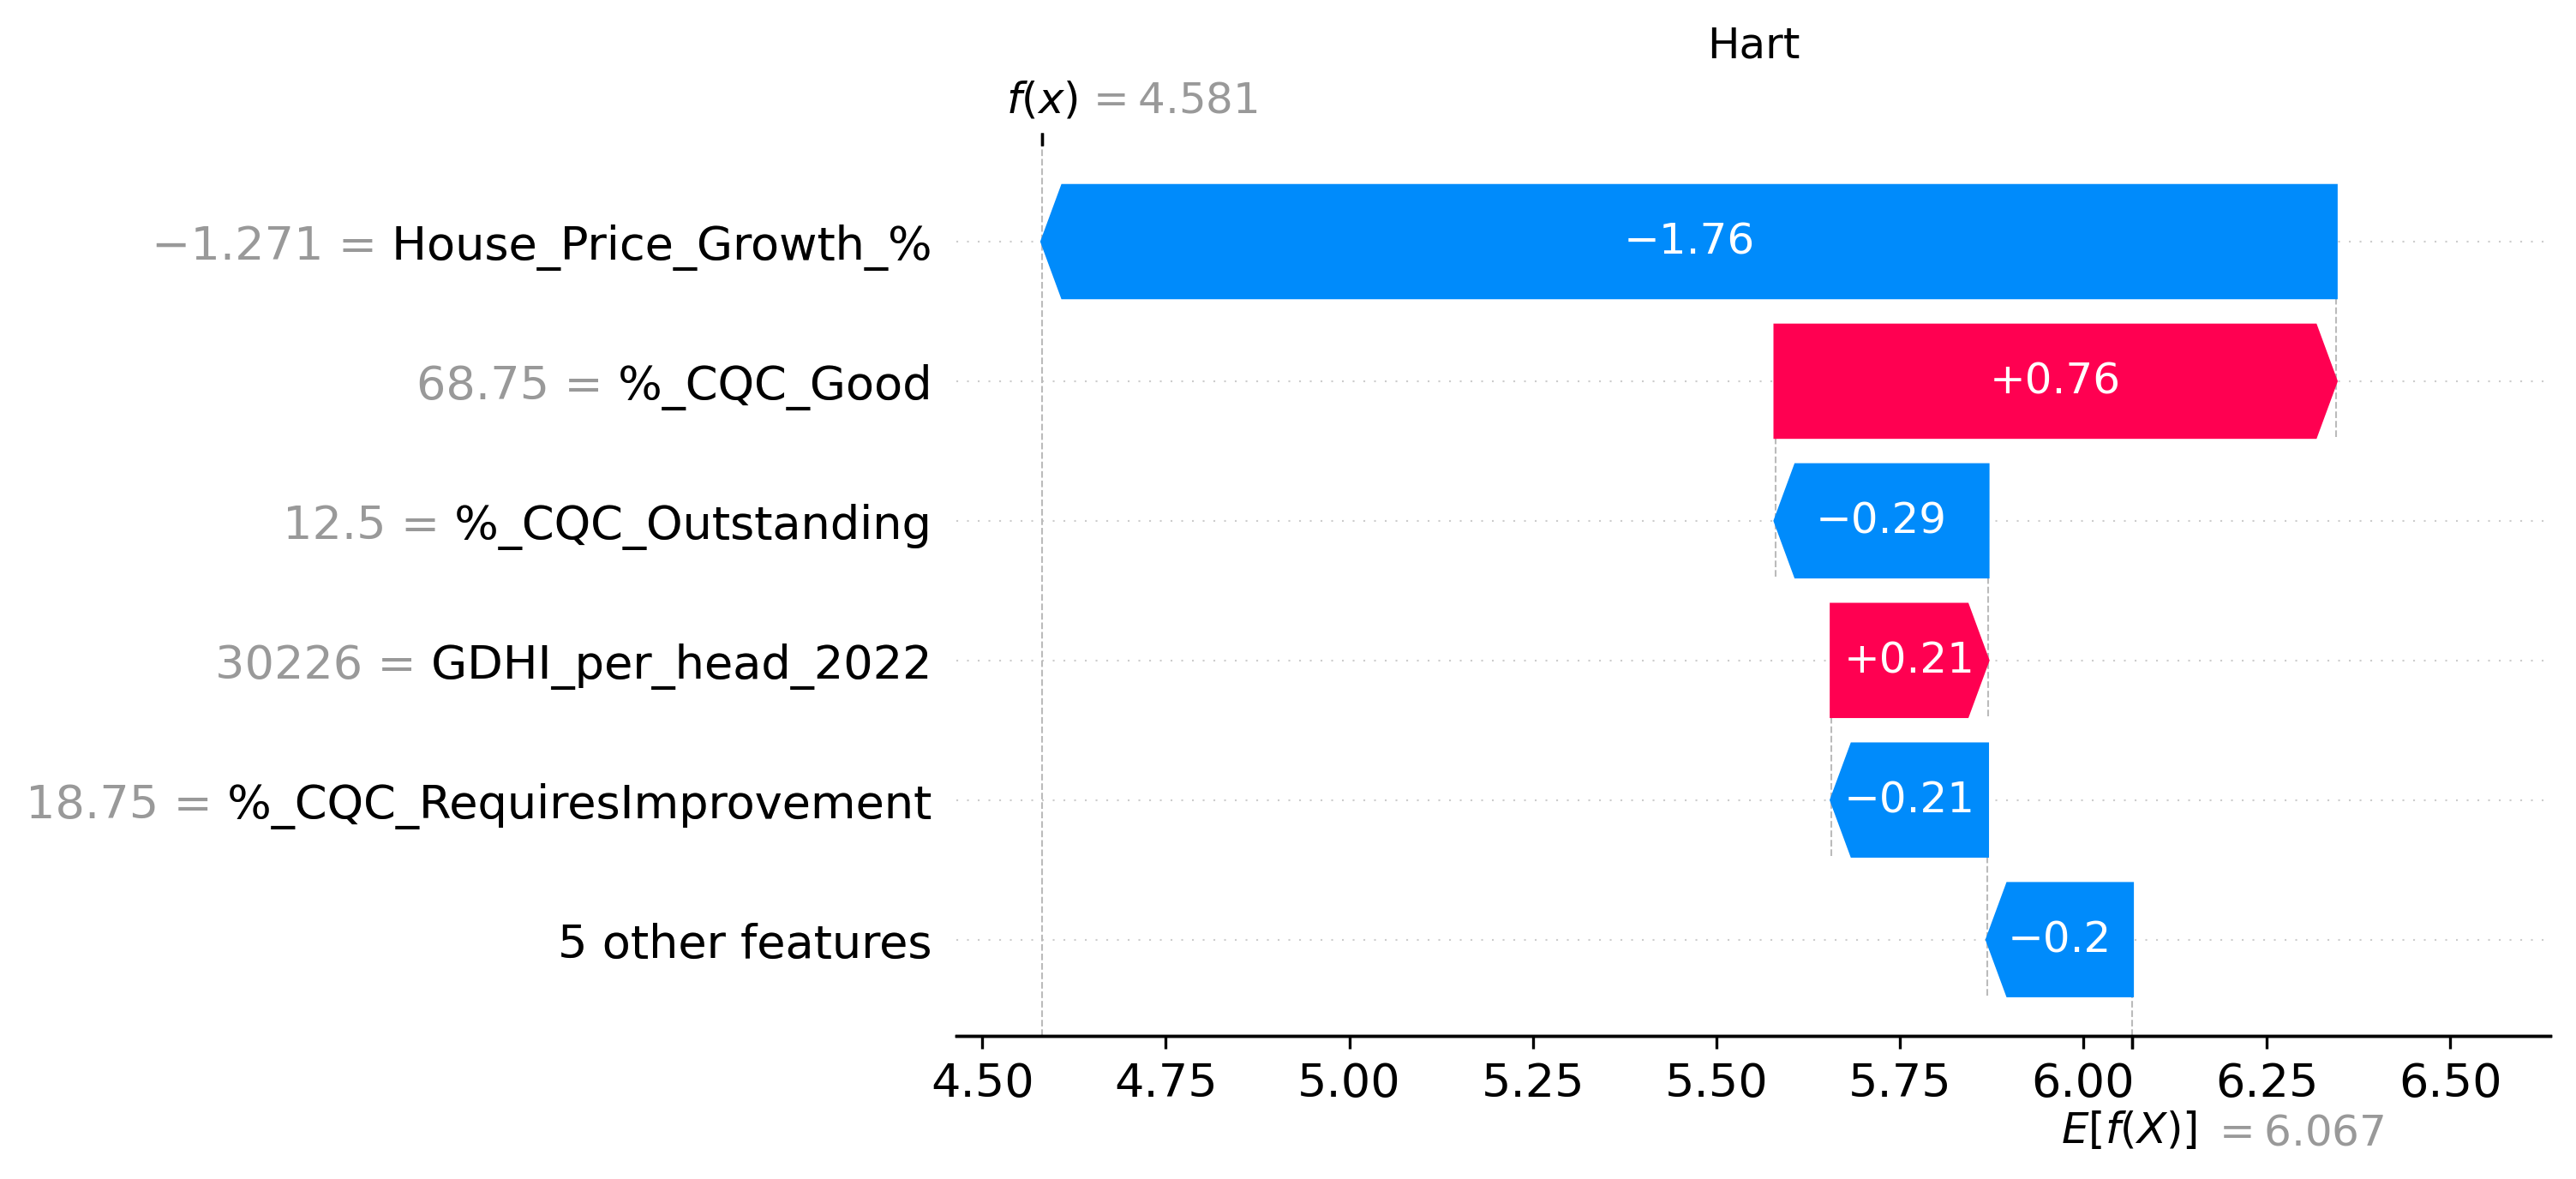 Hart
f(x) = 4.581
−1.271 = House_Price_Growth_%
−1.76
68.75 = %_CQC_Good
+0.76
12.5 = %_CQC_Outstanding
−0.29
30226 = GDHI_per_head_2022
+0.21
18.75 = %_CQC_RequiresImprovement
−0.21
5 other features
−0.2
4.50 4.75 5.00 5.25 5.50 5.75 6.00 6.25 6.50
E[f(X)] = 6.067